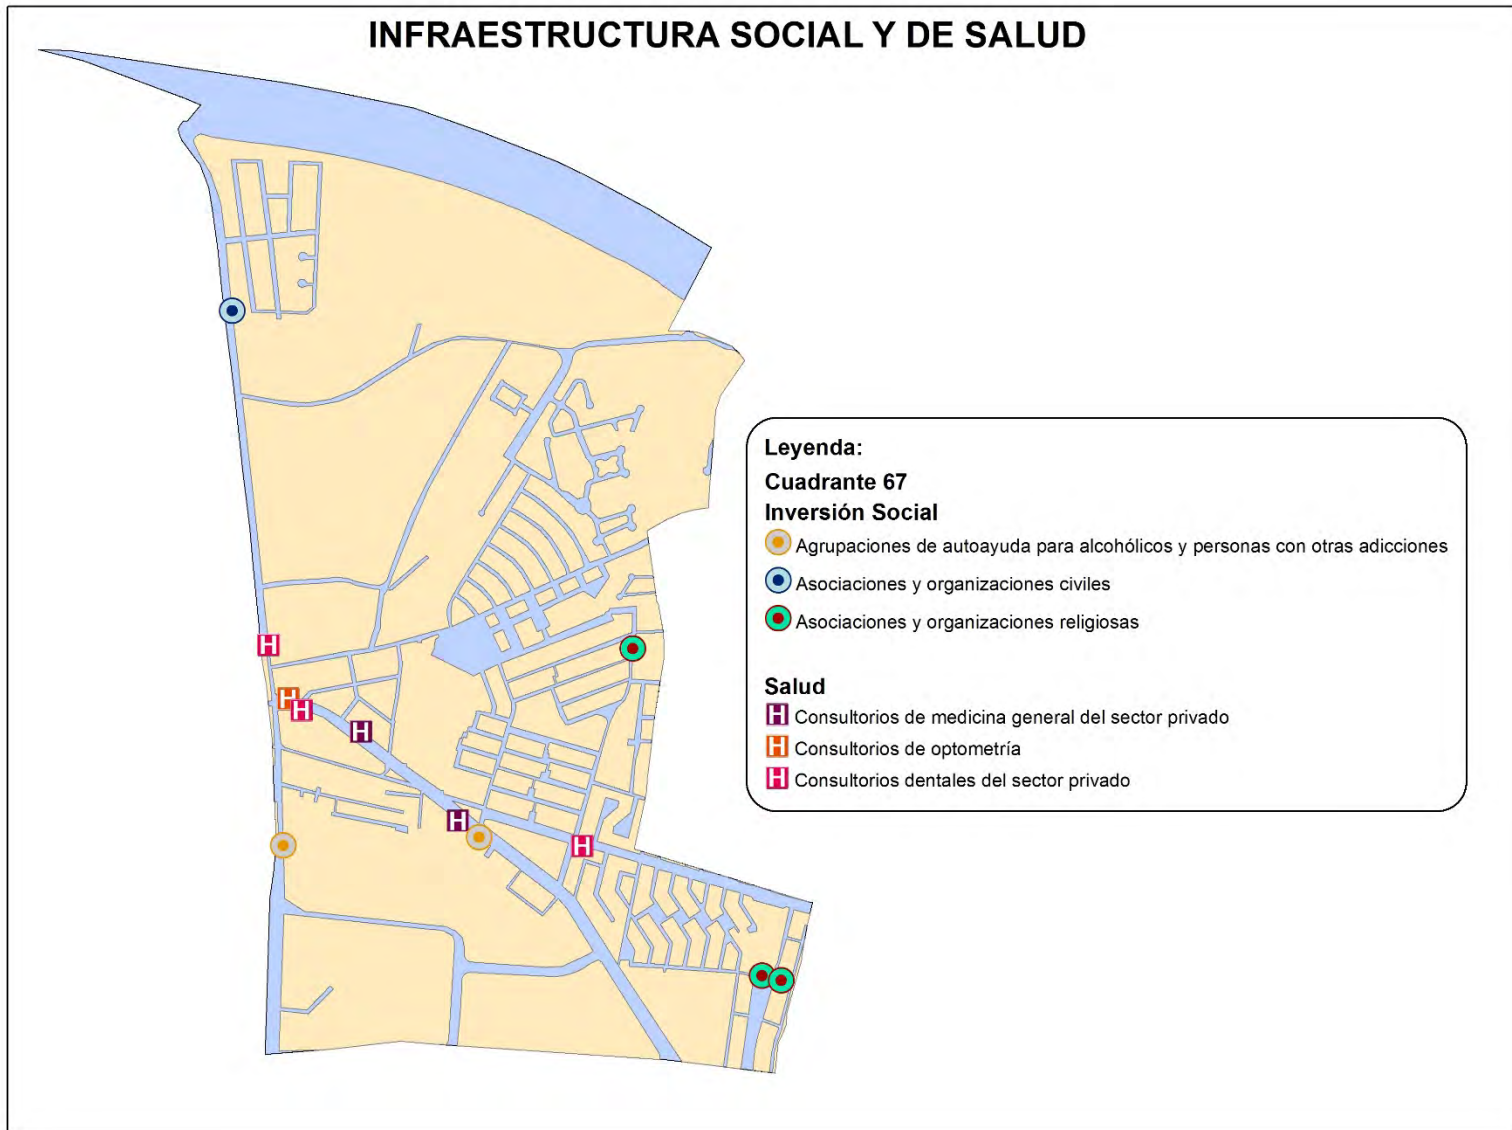 INFRAESTRUCTURA SOCIAL Y DE SALUD
Leyenda:
Cuadrante 67
Inversión Social
Agrupaciones de autoayuda para alcohólicos y personas con otras adicciones
Asociaciones y organizaciones civiles
Asociaciones y organizaciones religiosas
Salud
H Consultorios de medicina general del sector privado
H Consultorios de optometría
H Consultorios dentales del sector privado
H
H
H
H
H
H